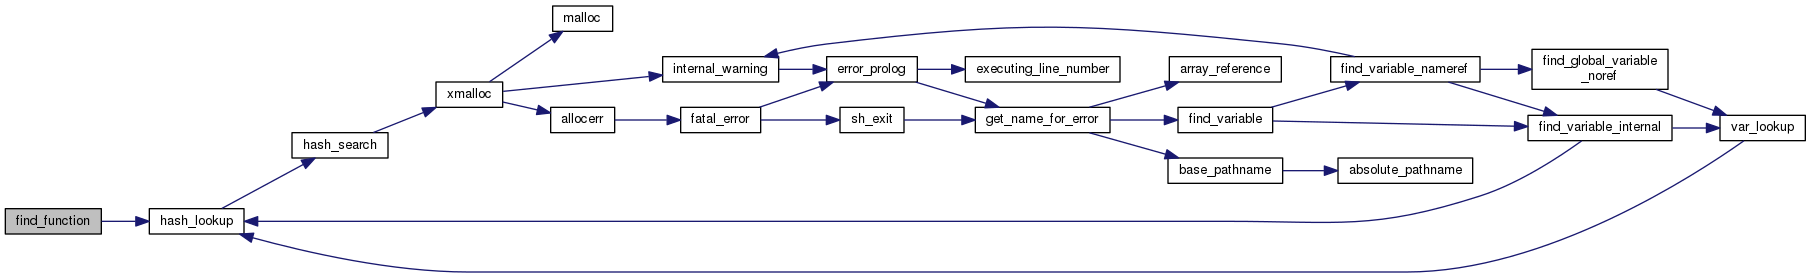 malloc
internal_warning
error_prolog
executing_line_number
array_reference
find_variable_nameref
find_global_variable
_noref
xmalloc
allocerr
fatal_error
sh_exit
get_name_for_error
find_variable
find_variable_internal
var_lookup
hash_search
base_pathname
absolute_pathname
find_function
hash_lookup